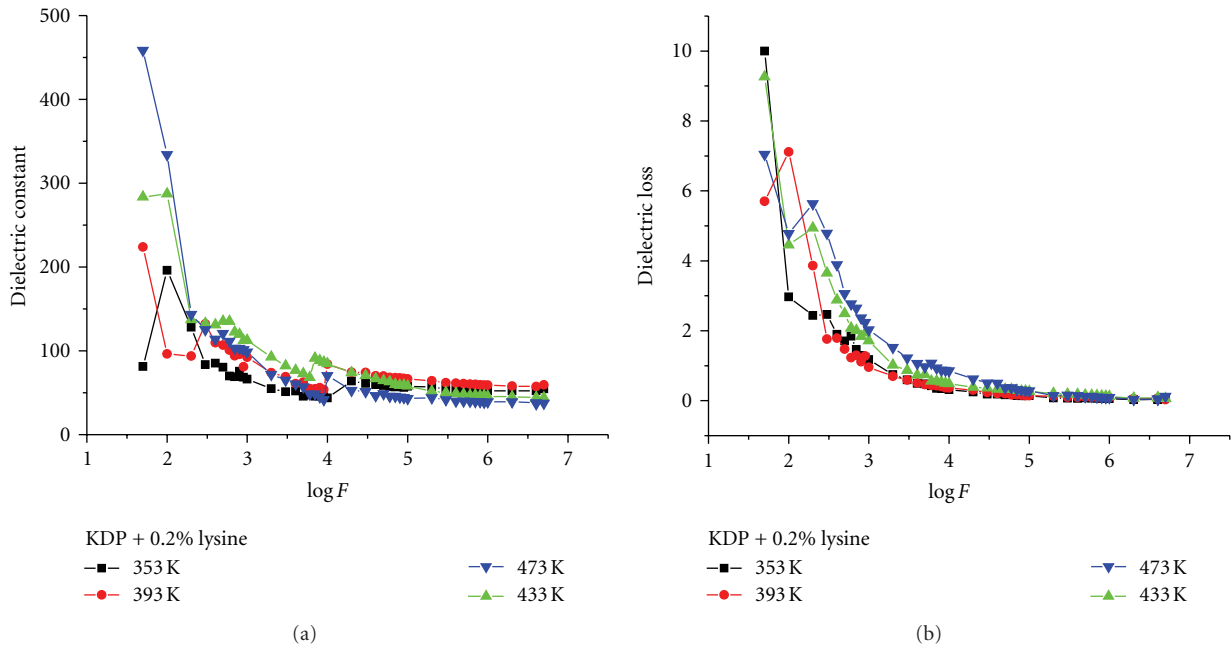 500
400
300
200
100
0
Dielectric constant
1 2 3 4 5 6 7
log F
KDP + 0.2% lysine
353 K
393 K
473 K
433 K
(a)
10
8
6
4
2
0
Dielectric loss
1 2 3 4 5 6 7
log F
KDP + 0.2% lysine
353 K
393 K
473 K
433 K
(b)